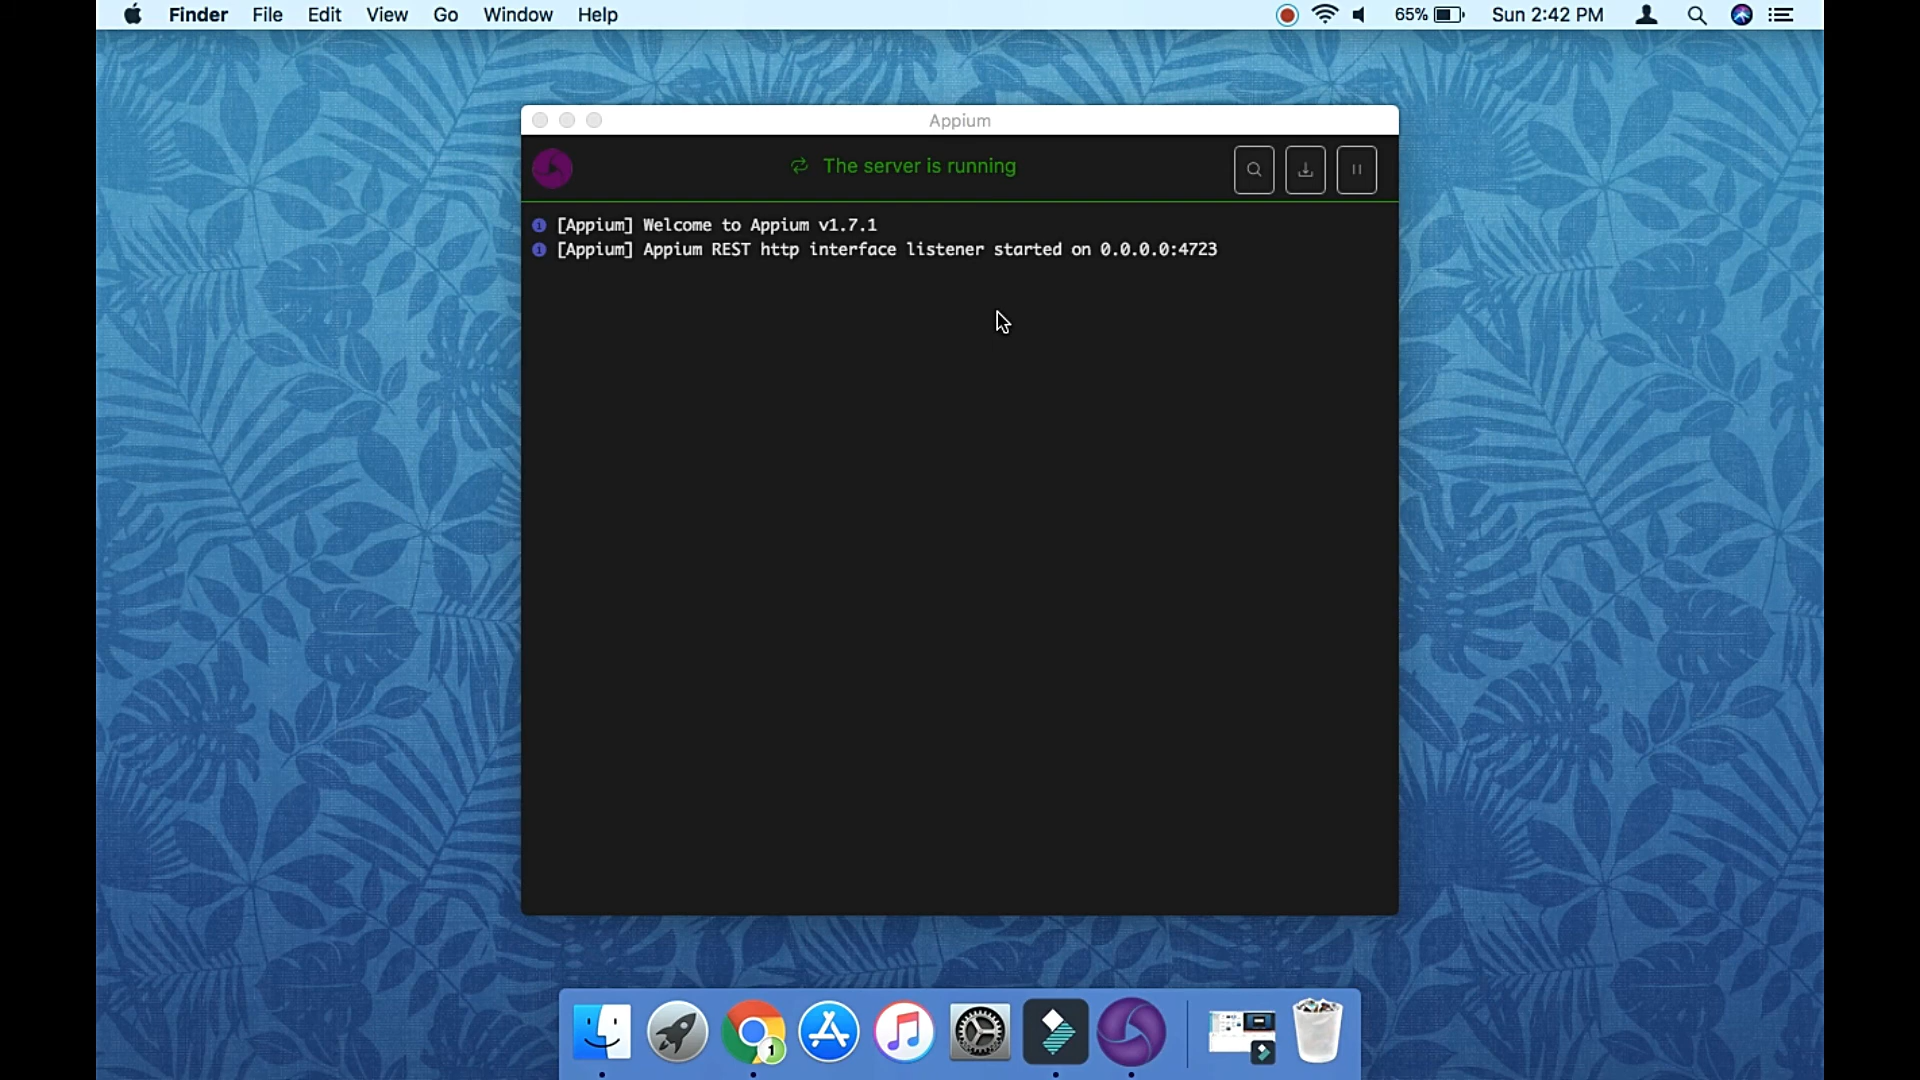 Finder File Edit View Go Window Help 65% Sun 2:42 PM
Appium
The server is running
[Appium] Welcome to Appium v1.7.1
[Appium] Appium REST http interface listener started on 0.0.0.0:4723
1